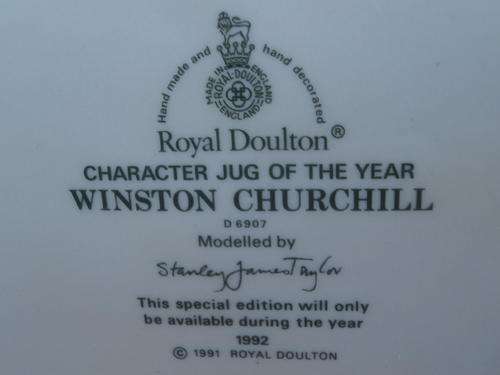 Hand made and hand decorated
MADE IN ENGLAND
ROYAL-DOULTON
ENGLAND
Royal Doulton®
CHARACTER JUG OF THE YEAR
WINSTON CHURCHILL
D 6907
Modelled by
Stanley James Taylor
This special edition will only
be available during the year
1992
© 1991 ROYAL DOULTON